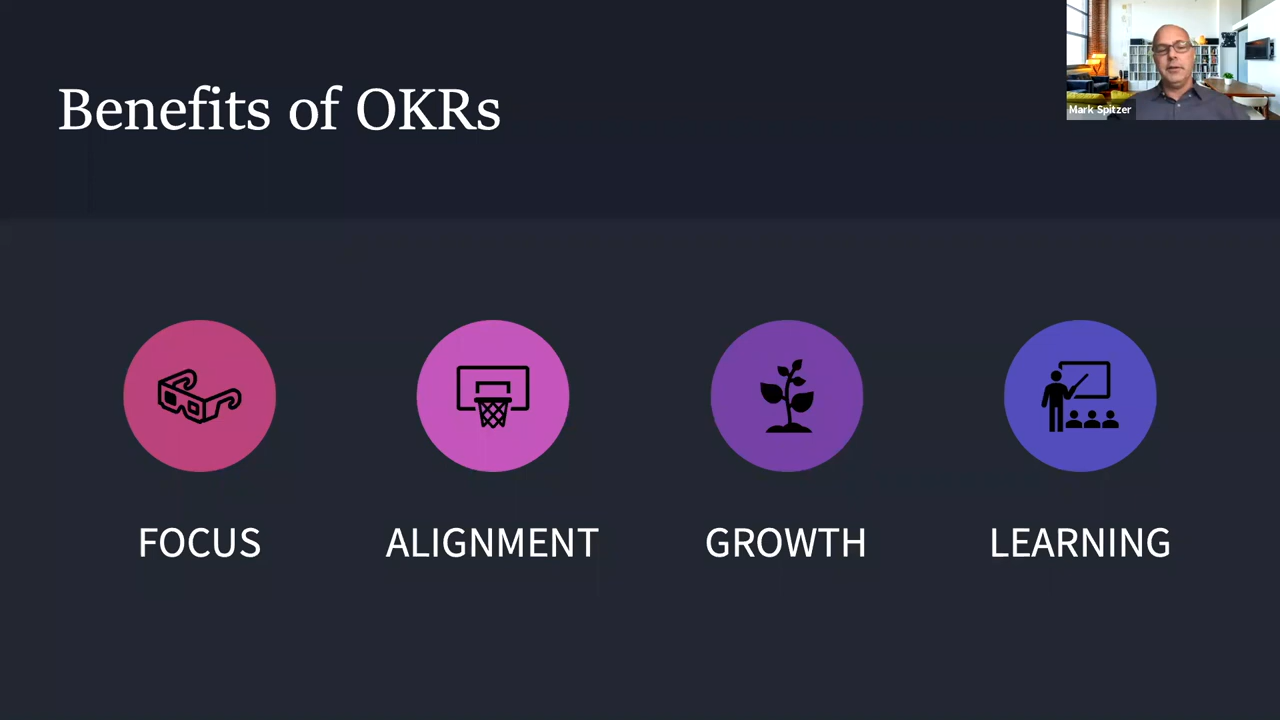 Benefits of OKRs
Mark Spitzer
FOCUS
ALIGNMENT
GROWTH
LEARNING